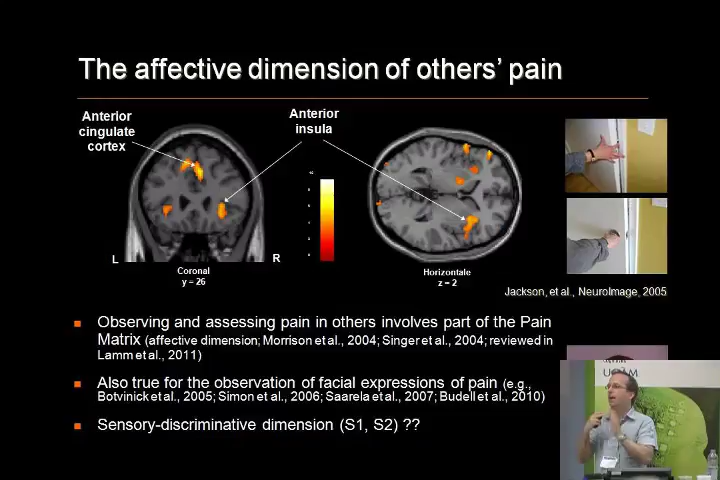 The affective dimension of others' pain
Anterior
cingulate
cortex
Anterior
insula
L
R
Coronal
y = 26
Horizontale
z = 2
Jackson, et al., NeuroImage, 2005
Observing and assessing pain in others involves part of the Pain
Matrix (affective dimension; Morrison et al., 2004; Singer et al., 2004; reviewed in
Lamm et al., 2011)
Also true for the observation of facial expressions of pain (e.g.,
Botvinick et al., 2005; Simon et al., 2006; Saarela et al., 2007; Budell et al., 2010)
Sensory-discriminative dimension (S1, S2) ??